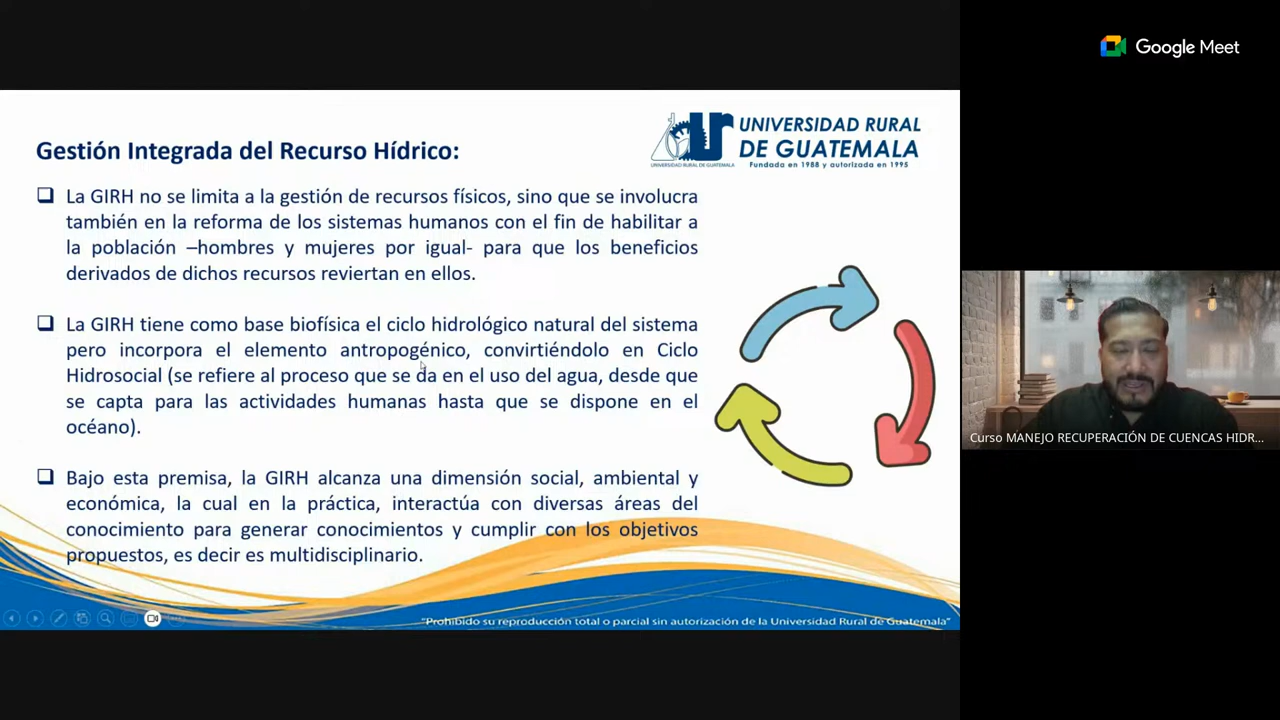 Google Meet
UNIVERSIDAD RURAL
DE GUATEMALA
UNIVERSIDAD RURAL DE GUATEMALA
Fundada en 1988 y autorizada en 1995
Gestión Integrada del Recurso Hídrico:
La GIRH no se limita a la gestión de recursos físicos, sino que se involucra
también en la reforma de los sistemas humanos con el fin de habilitar a
la población –hombres y mujeres por igual- para que los beneficios
derivados de dichos recursos reviertan en ellos.
La GIRH tiene como base biofísica el ciclo hidrológico natural del sistema
pero incorpora el elemento antropogénico, convirtiéndolo en Ciclo
Hidrosocial (se refiere al proceso que se da en el uso del agua, desde que
se capta para las actividades humanas hasta que se dispone en el
océano).
Bajo esta premisa, la GIRH alcanza una dimensión social, ambiental y
económica, la cual en la práctica, interactúa con diversas áreas del
conocimiento para generar conocimientos y cumplir con los objetivos
propuestos, es decir es multidisciplinario.
"Prohibido su reproducción total o parcial sin autorización de la Universidad Rural de Guatemala"
Curso MANEJO RECUPERACIÓN DE CUENCAS HIDR...